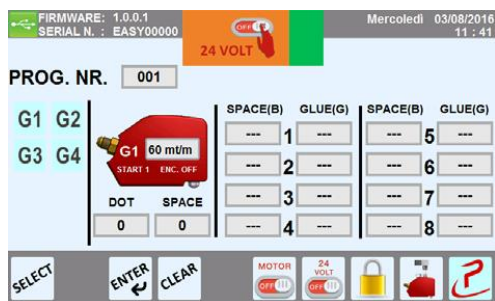 FIRMWARE: 1.0.0.1
SERIAL N. : EASY00000
OFF
24 VOLT
Mercoledì 03/08/2016
11 : 41
PROG. NR. 001
G1 G2
G3 G4
G1 60 mt/m
START 1 ENC. OFF
DOT SPACE
0 0
SPACE(B) GLUE(G) SPACE(B) GLUE(G)
--- 1 --- --- 5 ---
--- 2 --- --- 6 ---
--- 3 --- --- 7 ---
--- 4 --- --- 8 ---
SELECT
ENTER
CLEAR
MOTOR
OFF
24
VOLT
OFF